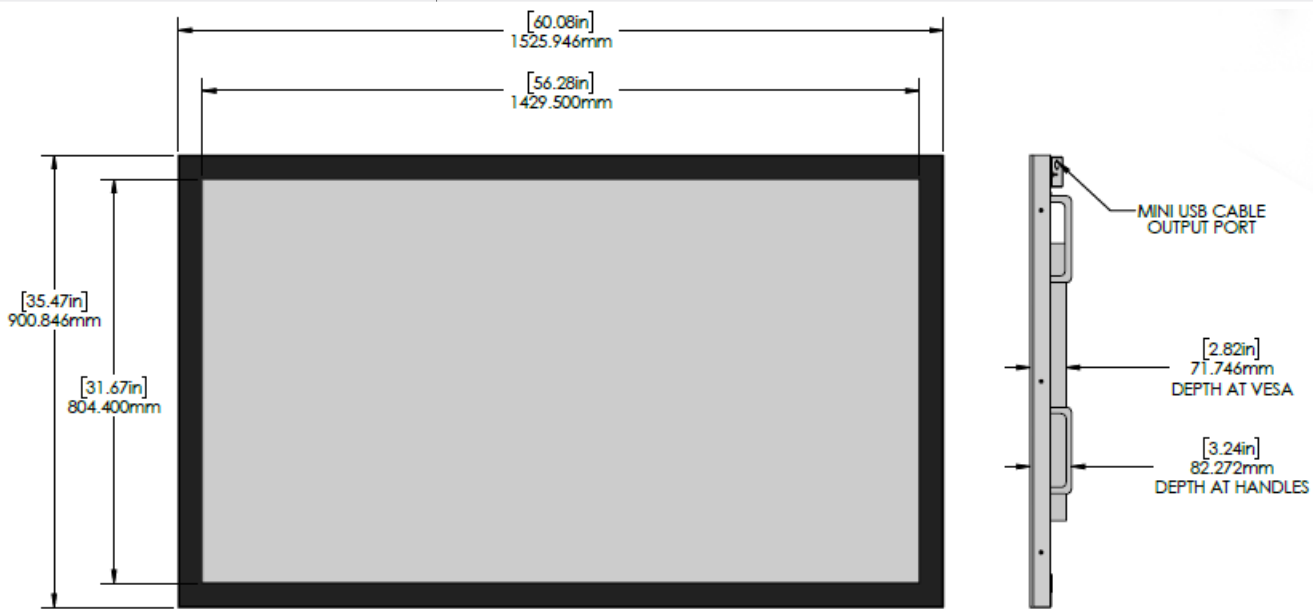 [60.08in]
1525.946mm
[56.28in]
1429.500mm
[35.47in]
900.846mm
[31.67in]
804.400mm
MINI USB CABLE
OUTPUT PORT
[2.82in]
71.746mm
DEPTH AT VESA
[3.24in]
82.272mm
DEPTH AT HANDLES